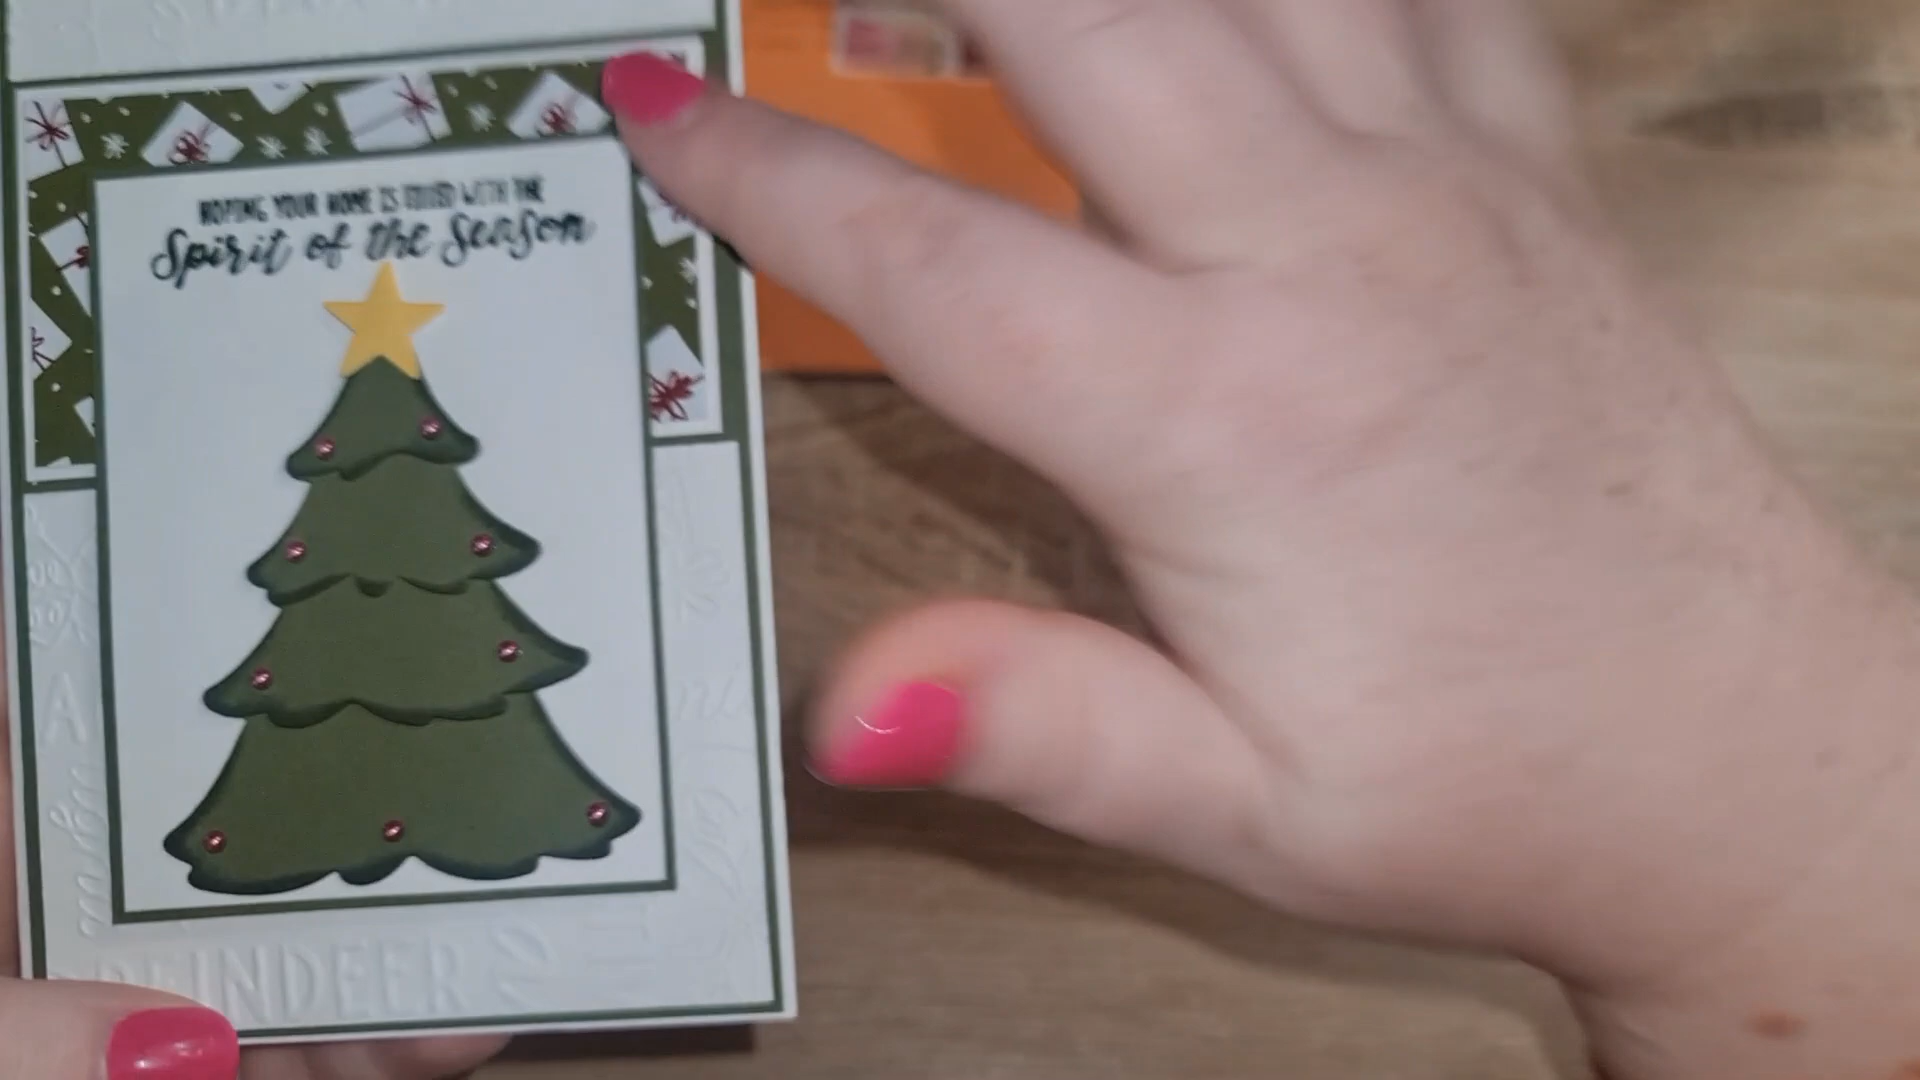 HOPING YOUR HOME IS FILLED WITH THE
Spirit of the Season
A
REINDEER